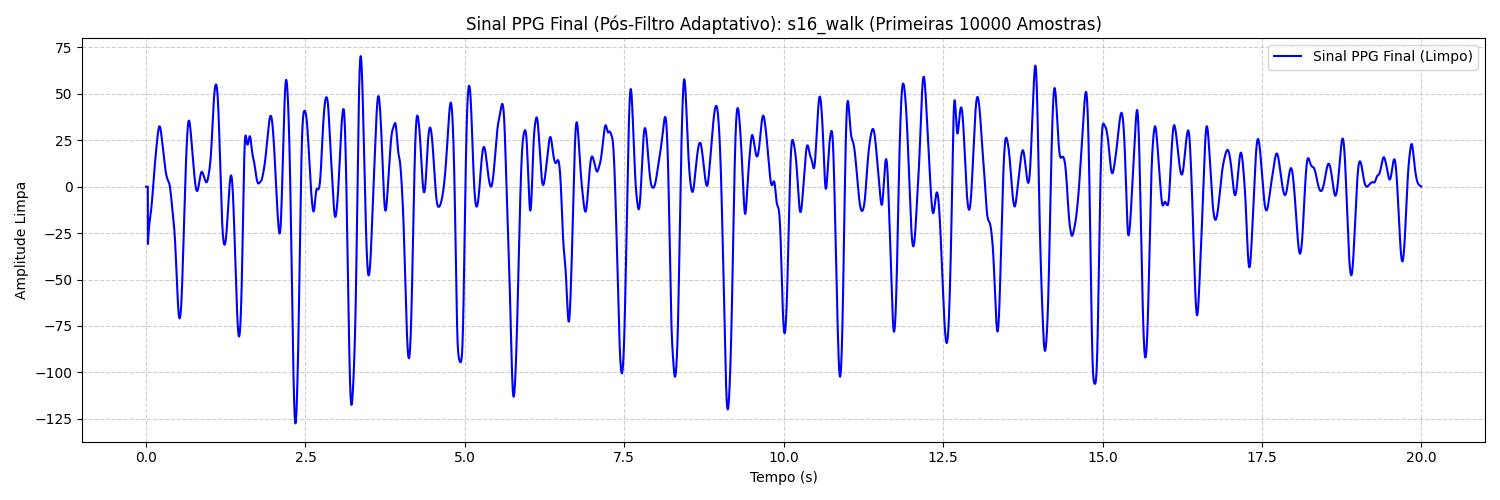 Sinal PPG Final (Pós-Filtro Adaptativo): s16_walk (Primeiras 10000 Amostras)
Sinal PPG Final (Limpo)
Amplitude Limpa
75
50
25
0
−25
−50
−75
−100
−125
0.0 2.5 5.0 7.5 10.0 12.5 15.0 17.5 20.0
Tempo (s)